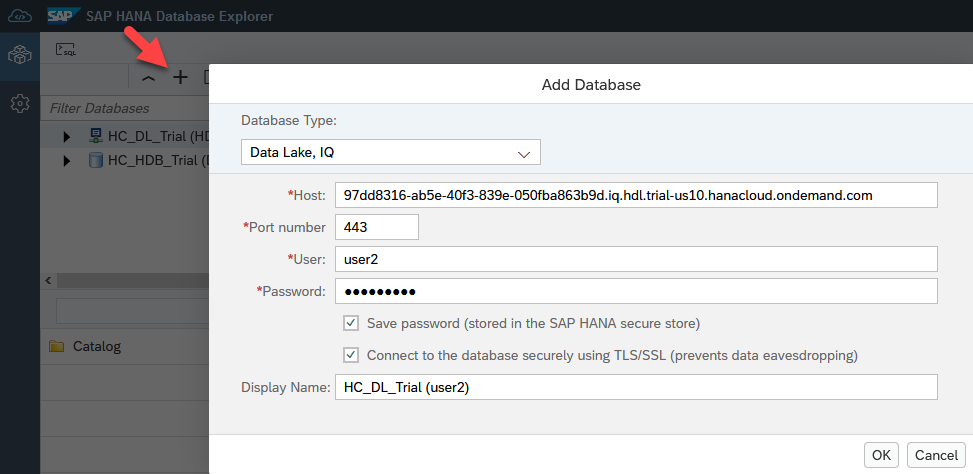 SAP SAP HANA Database Explorer
SQL
Add Database
Filter Databases
Database Type:
HC_DL_Trial (HD
Data Lake, IQ
HC_HDB_Trial (D
*Host: 97dd8316-ab5e-40f3-839e-050fba863b9d.iq.hdl.trial-us10.hanacloud.ondemand.com
*Port number 443
*User: user2
*Password: ●●●●●●●●●
Save password (stored in the SAP HANA secure store)
Catalog
Connect to the database securely using TLS/SSL (prevents data eavesdropping)
Display Name: HC_DL_Trial (user2)
OK Cancel